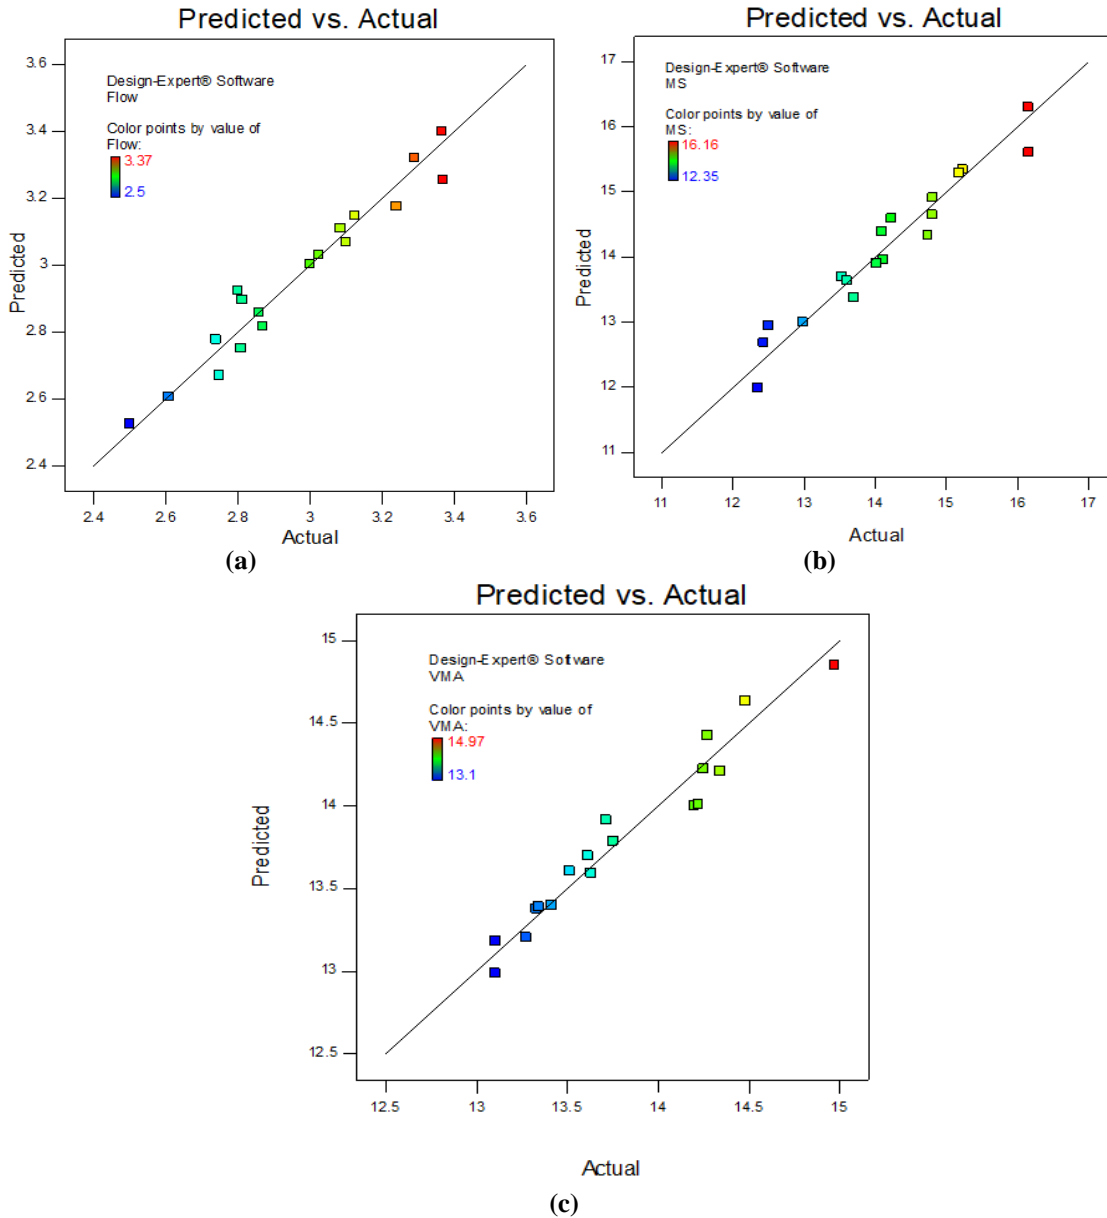 Predicted vs. Actual
Design-Expert® Software
Flow
Color points by value of
Flow:
3.37
2.5
3.6
3.4
3.2
3
2.8
2.6
2.4
Predicted
2.4 2.6 2.8 3 3.2 3.4 3.6
Actual
(a)
Predicted vs. Actual
Design-Expert® Software
MS
Color points by value of
MS:
16.16
12.35
17
16
15
14
13
12
11
Predicted
11 12 13 14 15 16 17
Actual
(b)
Predicted vs. Actual
Design-Expert® Software
VMA
Color points by value of
VMA:
14.97
13.1
15
14.5
14
13.5
13
12.5
Predicted
12.5 13 13.5 14 14.5 15
Actual
(c)